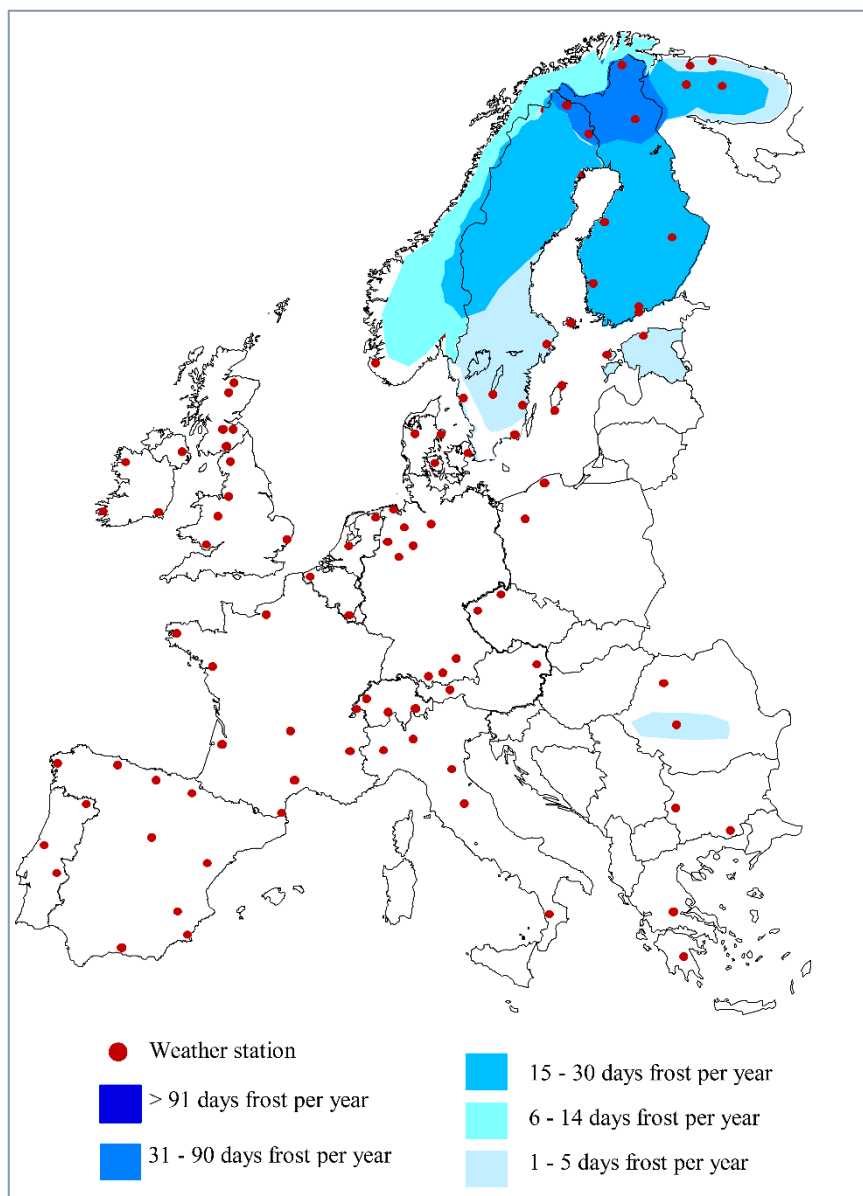 Weather station
> 91 days frost per year
31 - 90 days frost per year
15 - 30 days frost per year
6 - 14 days frost per year
1 - 5 days frost per year